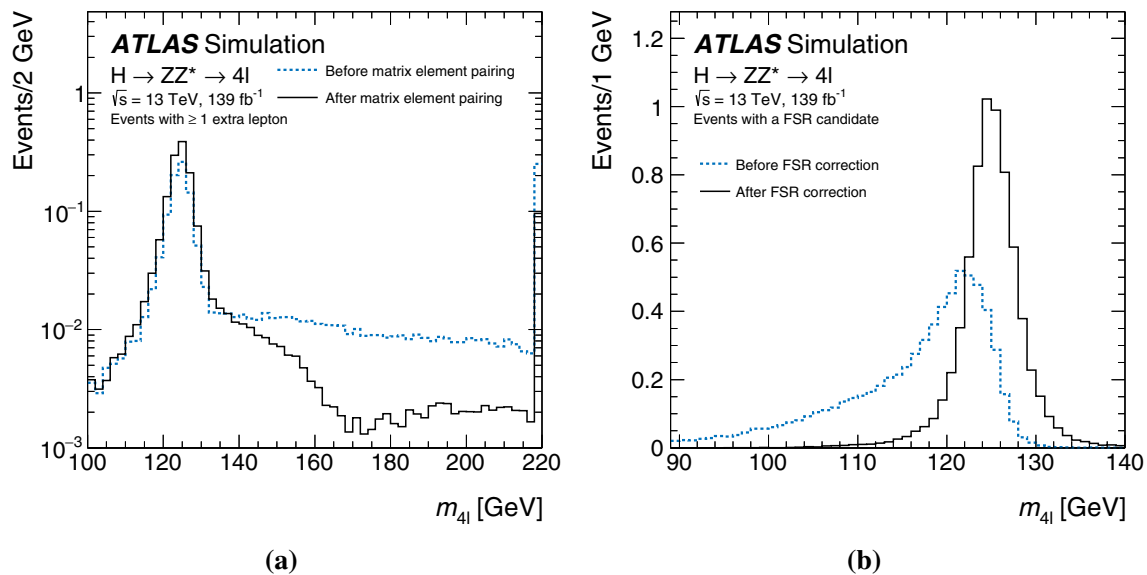 Events/2 GeV
ATLAS Simulation
H → ZZ* → 4l
√s = 13 TeV, 139 fb⁻¹
Events with ≥ 1 extra lepton
Before matrix element pairing
After matrix element pairing
1
10⁻¹
10⁻²
10⁻³
100 120 140 160 180 200 220
m4l [GeV]
(a)
Events/1 GeV
ATLAS Simulation
H → ZZ* → 4l
√s = 13 TeV, 139 fb⁻¹
Events with a FSR candidate
Before FSR correction
After FSR correction
1.2
1
0.8
0.6
0.4
0.2
0
90 100 110 120 130 140
m4l [GeV]
(b)